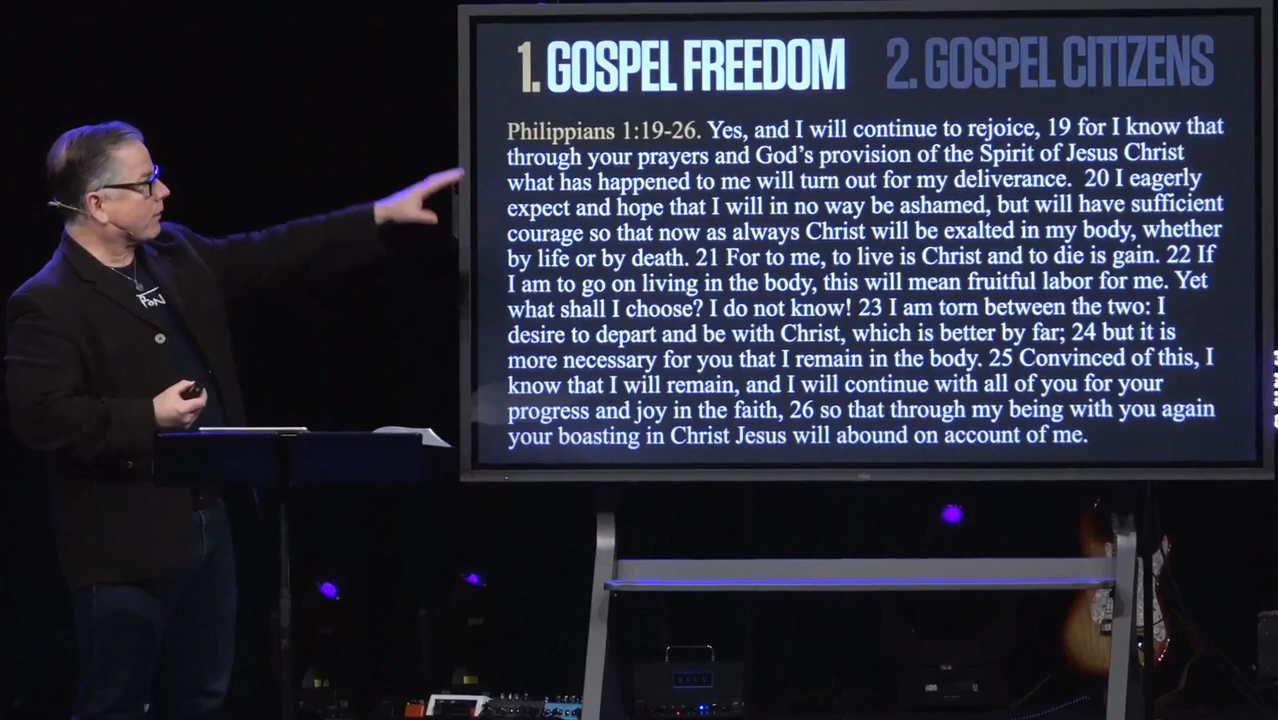 1. GOSPEL FREEDOM 2. GOSPEL CITIZENS
Philippians 1:19-26. Yes, and I will continue to rejoice, 19 for I know that
through your prayers and God’s provision of the Spirit of Jesus Christ
what has happened to me will turn out for my deliverance. 20 I eagerly
expect and hope that I will in no way be ashamed, but will have sufficient
courage so that now as always Christ will be exalted in my body, whether
by life or by death. 21 For to me, to live is Christ and to die is gain. 22 If
I am to go on living in the body, this will mean fruitful labor for me. Yet
what shall I choose? I do not know! 23 I am torn between the two: I
desire to depart and be with Christ, which is better by far; 24 but it is
more necessary for you that I remain in the body. 25 Convinced of this, I
know that I will remain, and I will continue with all of you for your
progress and joy in the faith, 26 so that through my being with you again
your boasting in Christ Jesus will abound on account of me.